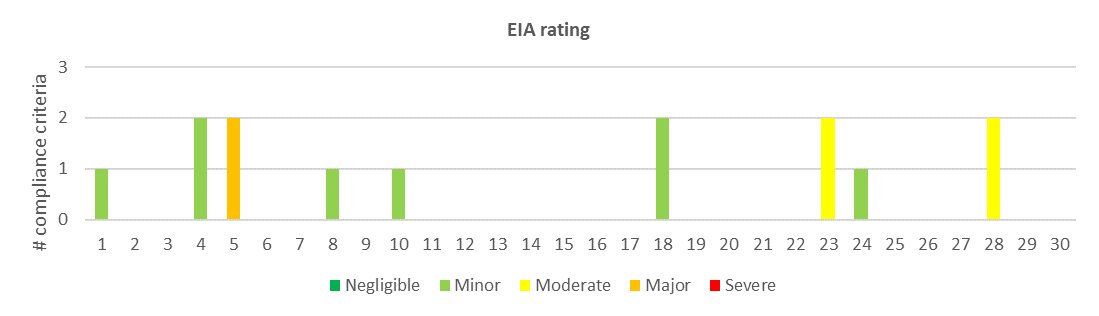 EIA rating
# compliance criteria
3
2
1
0
1 2 3 4 5 6 7 8 9 10 11 12 13 14 15 16 17 18 19 20 21 22 23 24 25 26 27 28 29 30
Negligible Minor Moderate Major Severe